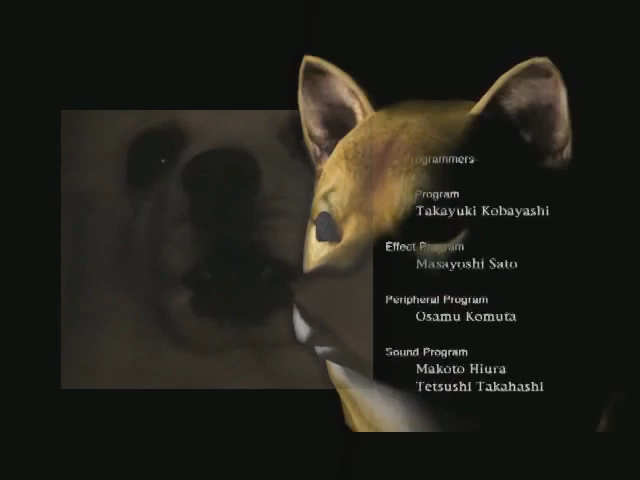 Program
Takayuki Kobayashi
Effect Program
Masayoshi Sato
Peripheral Program
Osamu Komuta
Sound Program
Makoto Hiura
Tetsushi Takahashi